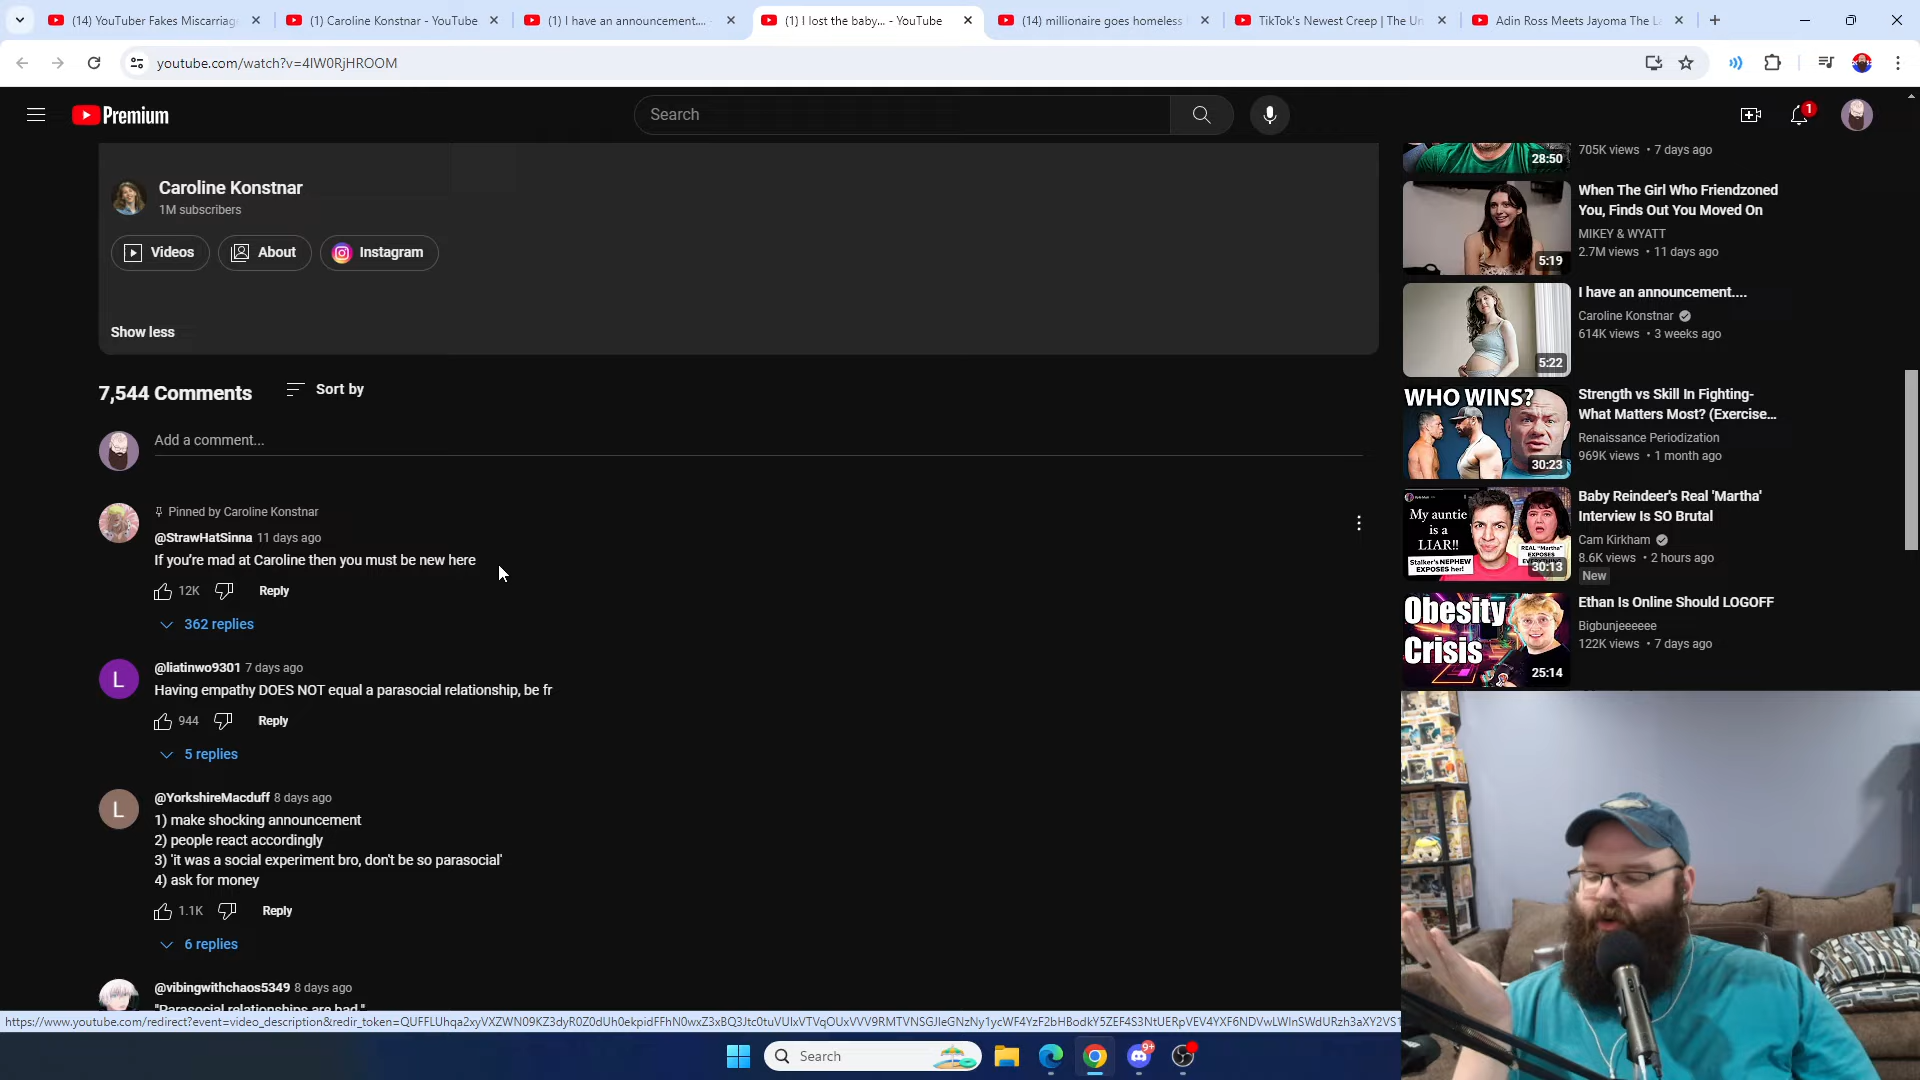 (14) YouTuber Fakes Miscarriage
(1) Caroline Konstnar - YouTube
(1) I have an announcement....
(1) I lost the baby... - YouTube
(14) millionaire goes homeless
TikTok's Newest Creep | The Un
Adin Ross Meets Jayoma The L
youtube.com/watch?v=4IW0RjHROOM
Premium
Search
1
Caroline Konstnar
1M subscribers
Videos
About
Instagram
Show less
7,544 Comments
Sort by
Add a comment...
Pinned by Caroline Konstnar
@StrawHatSinna 11 days ago
If you're mad at Caroline then you must be new here
12K
Reply
362 replies
L
@liatinwo9301 7 days ago
Having empathy DOES NOT equal a parasocial relationship, be fr
944
Reply
5 replies
L
@YorkshireMacduff 8 days ago
1) make shocking announcement
2) people react accordingly
3) 'it was a social experiment bro, don't be so parasocial'
4) ask for money
1.1K
Reply
6 replies
@vibingwithchaos5349 8 days ago
"Parasocial relationships are bad."
28:50
705K views • 7 days ago
5:19
When The Girl Who Friendzoned
You, Finds Out You Moved On
MIKEY & WYATT
2.7M views • 11 days ago
5:22
I have an announcement....
Caroline Konstnar
614K views • 3 weeks ago
WHO WINS?
30:23
Strength vs Skill In Fighting-
What Matters Most? (Exercise...
Renaissance Periodization
969K views • 1 month ago
My auntie
is a
LIAR!!
Stalker's NEPHEW
EXPOSES her!
30:13
Baby Reindeer's Real 'Martha'
Interview Is SO Brutal
Cam Kirkham
8.6K views • 2 hours ago
New
Obesity
Crisis
25:14
Ethan Is Online Should LOGOFF
Bigbunjeeeeee
122K views • 7 days ago
Search
9+